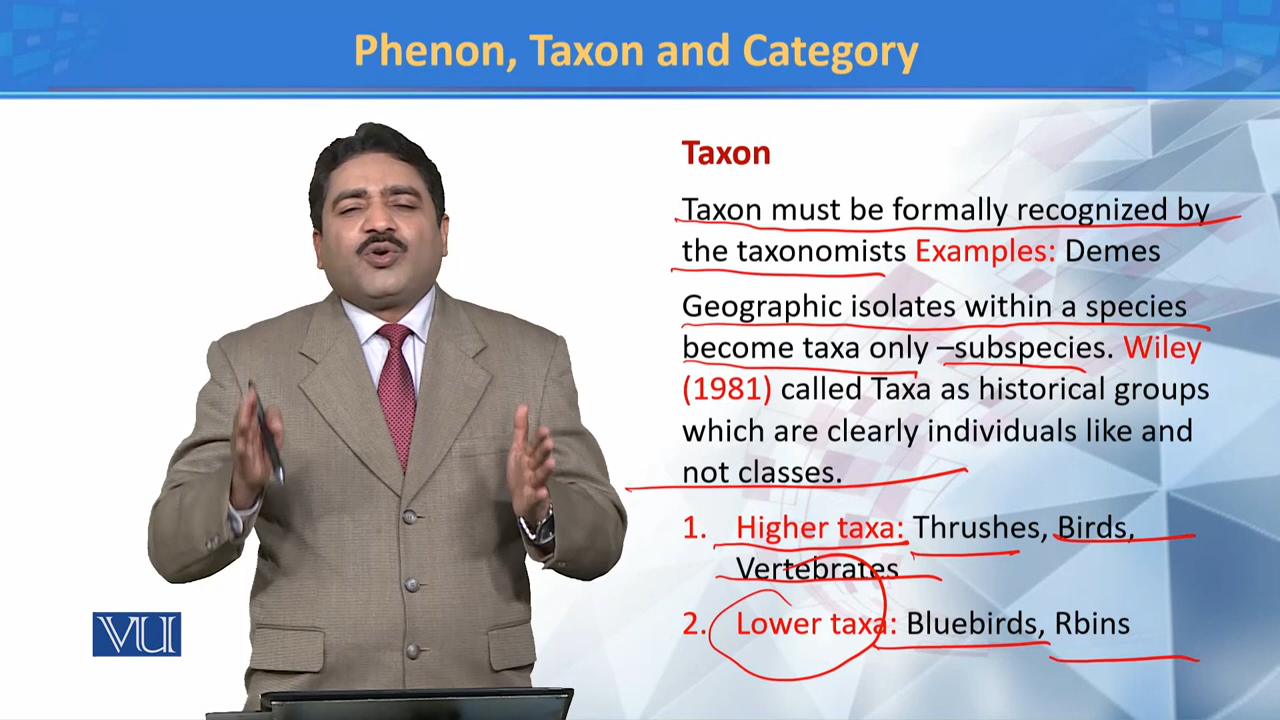 Phenon, Taxon and Category
Taxon
Taxon must be formally recognized by
the taxonomists Examples: Demes
Geographic isolates within a species
become taxa only –subspecies. Wiley
(1981) called Taxa as historical groups
which are clearly individuals like and
not classes.
1. Higher taxa: Thrushes, Birds,
Vertebrates
2. Lower taxa: Bluebirds, Rbins
VU